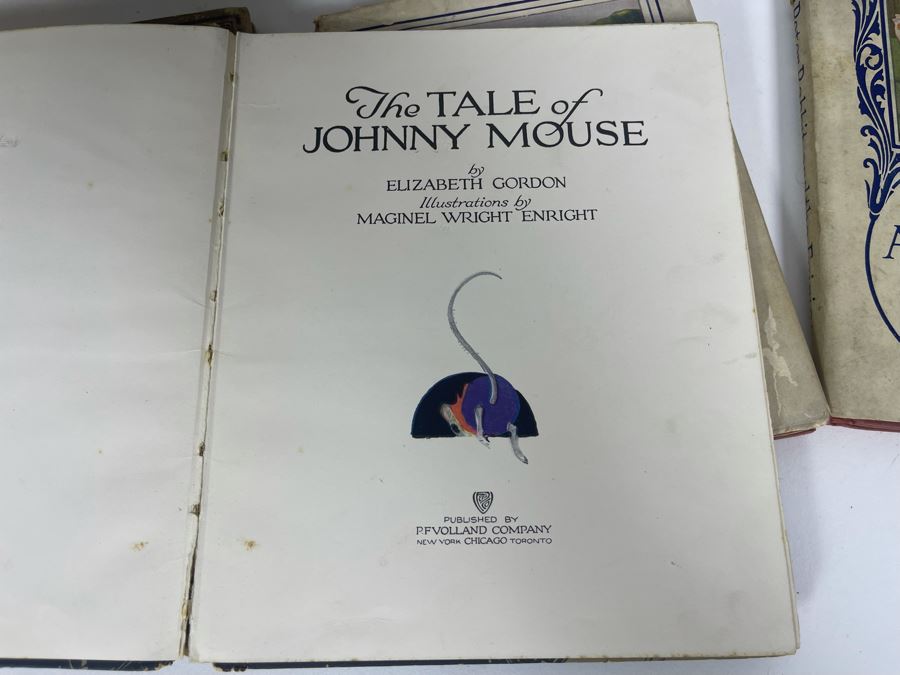 The TALE of
JOHNNY MOUSE
by
ELIZABETH GORDON
Illustrations by
MAGINEL WRIGHT ENRIGHT
PUBLISHED BY
P.F.VOLLAND COMPANY
NEW YORK CHICAGO TORONTO